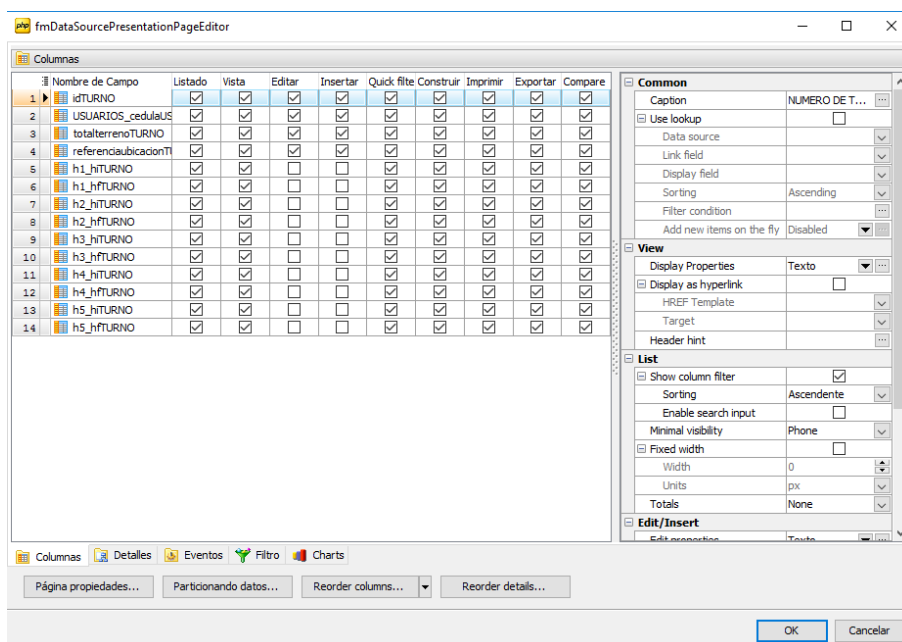 php fmDataSourcePresentationPageEditor
Columnas
Nombre de Campo Listado Vista Editar Insertar Quick filte Construir Imprimir Exportar Compare
1 idTURNO
2 USUARIOS_cedulaUS
3 totalterrenoTURNO
4 referenciaubicacionTU
5 h1_hiTURNO
6 h1_hfTURNO
7 h2_hiTURNO
8 h2_hfTURNO
9 h3_hiTURNO
10 h3_hfTURNO
11 h4_hiTURNO
12 h4_hfTURNO
13 h5_hiTURNO
14 h5_hfTURNO
Common
Caption NUMERO DE T... ...
Use lookup
Data source
Link field
Display field
Sorting Ascending
Filter condition ...
Add new items on the fly Disabled ...
View
Display Properties Texto ...
Display as hyperlink
HREF Template
Target
Header hint ...
List
Show column filter
Sorting Ascendente
Enable search input
Minimal visibility Phone
Fixed width
Width 0
Units px
Totals None
Edit/Insert
Edit properties Texto
Columnas Detalles Eventos Filtro Charts
Página propiedades... Particionando datos... Reorder columns... Reorder details...
OK Cancelar